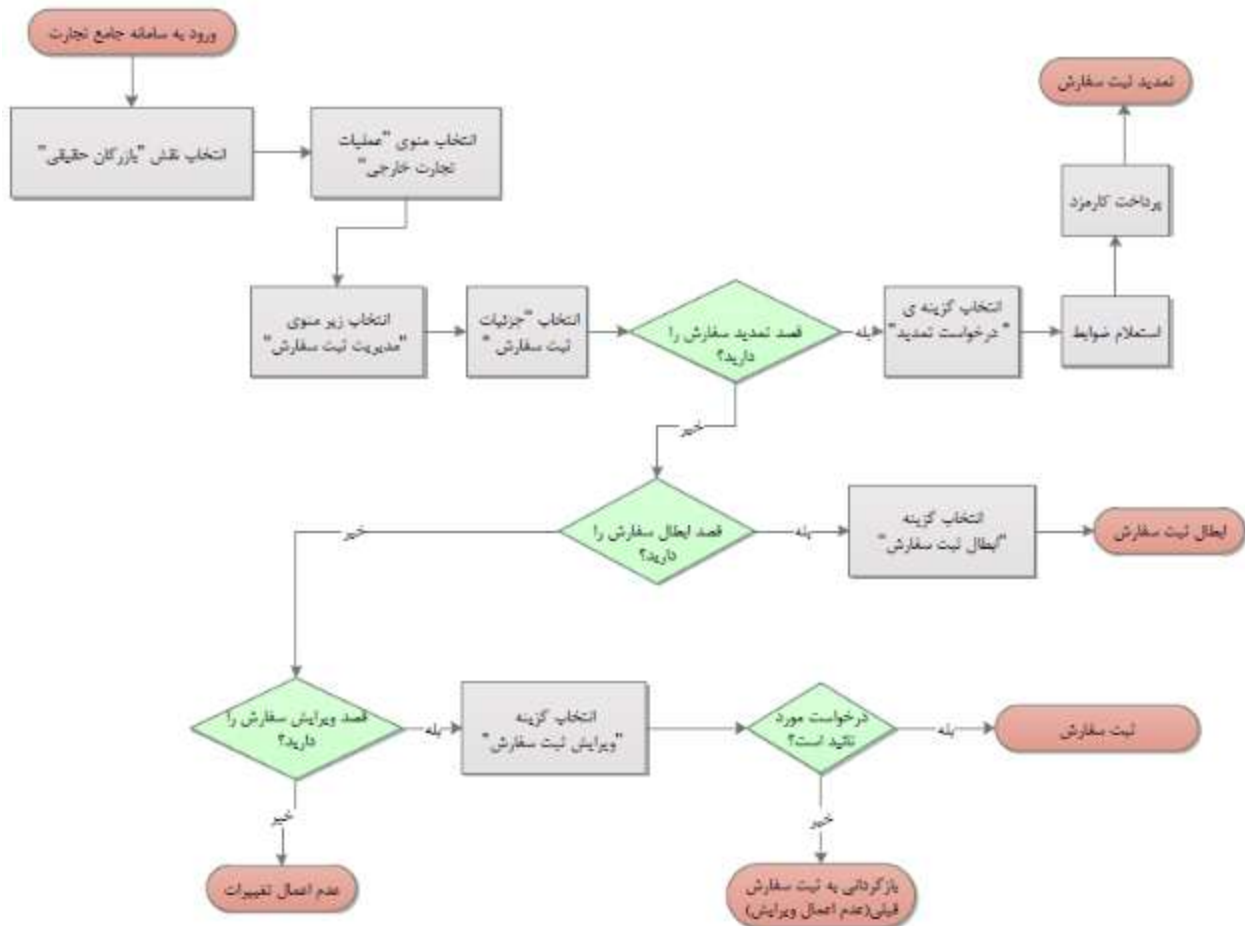 ورود به سامانه جامع تجارت
انتخاب نقش "بازرگان حقیقی"
انتخاب منوی "عملیات
تجارت خارجی"
انتخاب زیر منوی
"مدیریت ثبت سفارش"
انتخاب "جزئیات
ثبت سفارش "
قصد تمدید سفارش را
دارید؟
بله
انتخاب گزینه ی
" درخواست تمدید"
استعلام ضوابط
پرداخت کارمزد
تمدید ثبت سفارش
خیر
قصد ابطال سفارش را
دارید؟
بله
انتخاب گزینه
"ابطال ثبت سفارش"
ابطال ثبت سفارش
خیر
قصد ویرایش سفارش را
دارید؟
بله
انتخاب گزینه
"ویرایش ثبت سفارش"
درخواست مورد
تائید است؟
بله
ثبت سفارش
خیر
عدم اعمال تغییرات
خیر
بازگردانی به ثبت سفارش
قبلی(عدم اعمال ویرایش)